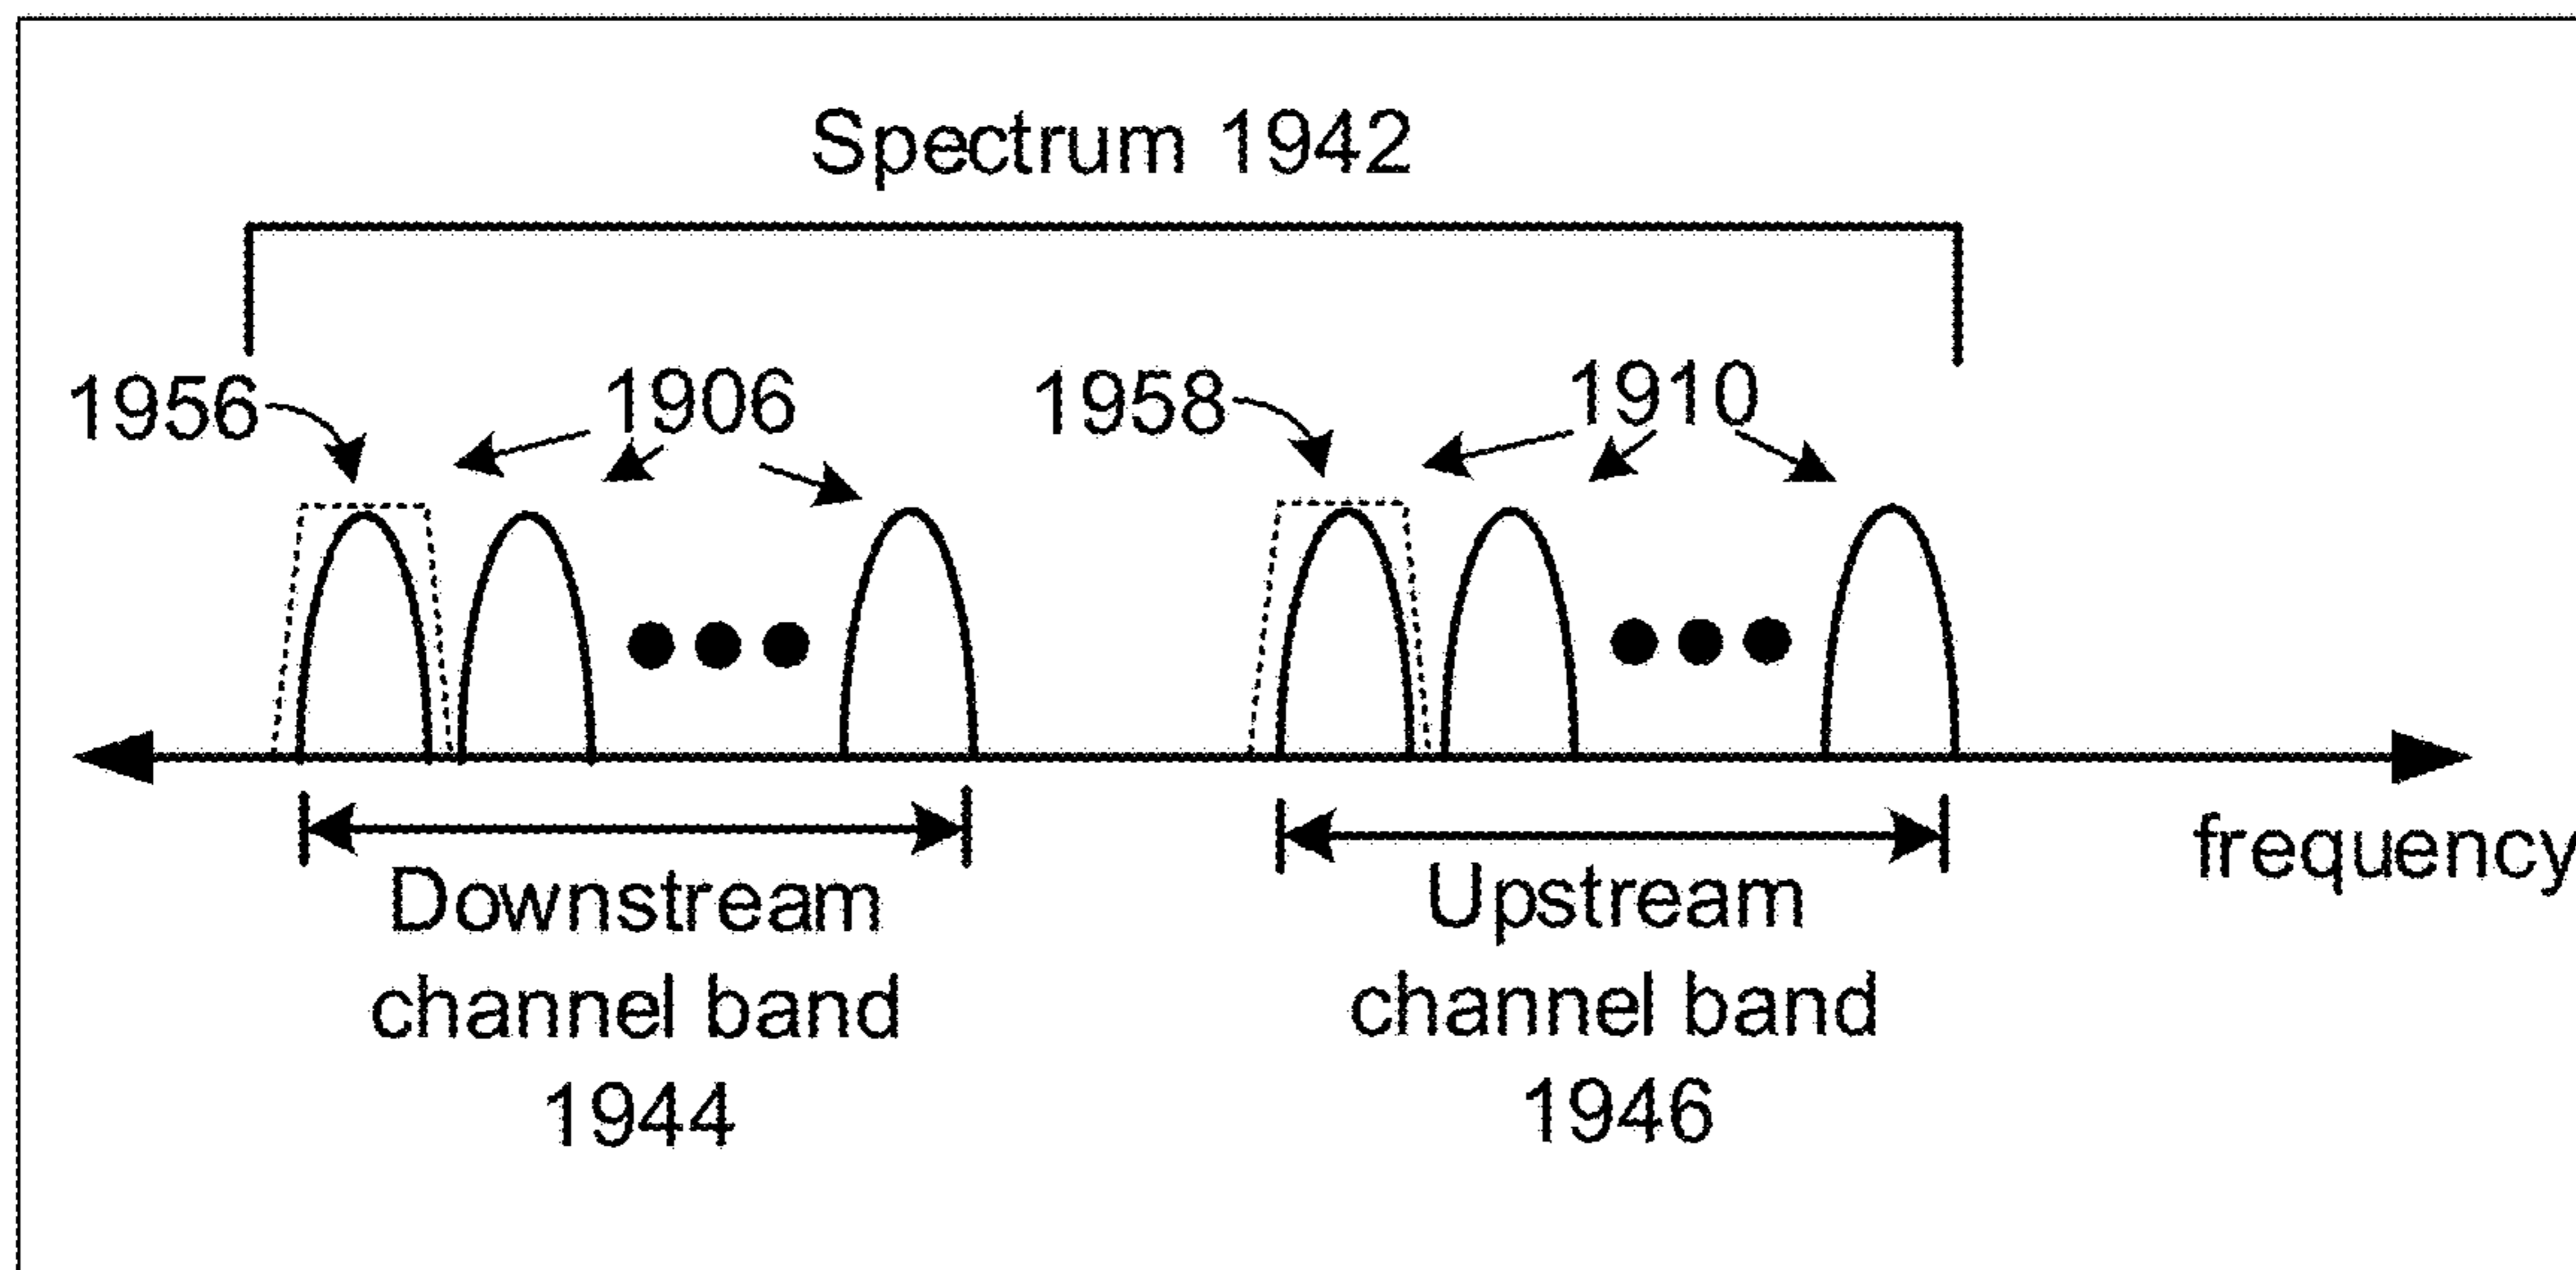 Spectrum 1942
1956
1906
1958
1910
frequency
Downstream
channel band
1944
Upstream
channel band
1946